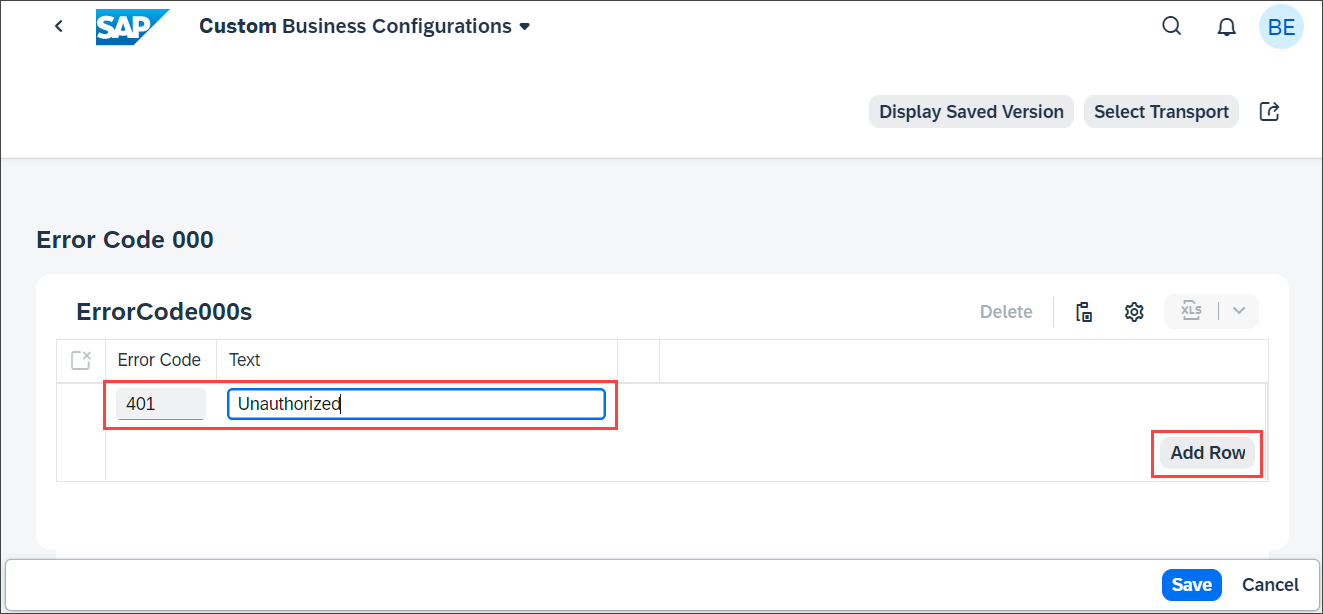 SAP Custom Business Configurations
BE
Display Saved Version Select Transport
Error Code 000
ErrorCode000s
Delete
XLS
Error Code Text
401 Unauthorized
Add Row
Save Cancel